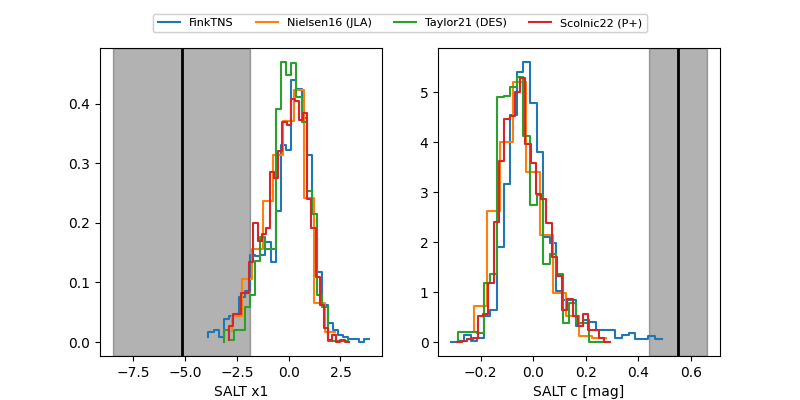 FinkTNS Nielsen16 (JLA) Taylor21 (DES) Scolnic22 (P+)
0.4
0.3
0.2
0.1
0.0
−7.5 −5.0 −2.5 0.0 2.5
SALT x1
5
4
3
2
1
0
−0.2 0.0 0.2 0.4 0.6
SALT c [mag]